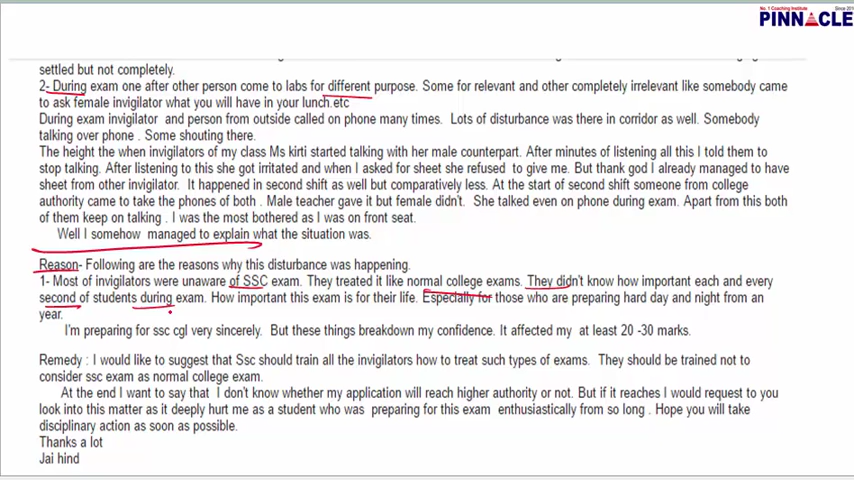 No. 1 Coaching Institute
PINNACLE
settled but not completely.
2- During exam one after other person come to labs for different purpose. Some for relevant and other completely irrelevant like somebody came
to ask female invigilator what you will have in your lunch.etc
During exam invigilator and person from outside called on phone many times. Lots of disturbance was there in corridor as well. Somebody
talking over phone . Some shouting there.
The height the when invigilators of my class Ms kirti started talking with her male counterpart. After minutes of listening all this I told them to
stop talking. After listening to this she got irritated and when I asked for sheet she refused to give me. But thank god I already managed to have
sheet from other invigilator. It happened in second shift as well but comparatively less. At the start of second shift someone from college
authority came to take the phones of both . Male teacher gave it but female didn't. She talked even on phone during exam. Apart from this both
of them keep on talking . I was the most bothered as I was on front seat.
Well I somehow managed to explain what the situation was.
Reason- Following are the reasons why this disturbance was happening.
1- Most of invigilators were unaware of SSC exam. They treated it like normal college exams. They didn't know how important each and every
second of students during exam. How important this exam is for their life. Especially for those who are preparing hard day and night from an
year.
I'm preparing for ssc cgl very sincerely. But these things breakdown my confidence. It affected my at least 20 -30 marks.
Remedy : I would like to suggest that Ssc should train all the invigilators how to treat such types of exams. They should be trained not to
consider ssc exam as normal college exam.
At the end I want to say that I don't know whether my application will reach higher authority or not. But if it reaches I would request to you
look into this matter as it deeply hurt me as a student who was preparing for this exam enthusiastically from so long . Hope you will take
disciplinary action as soon as possible.
Thanks a lot
Jai hind